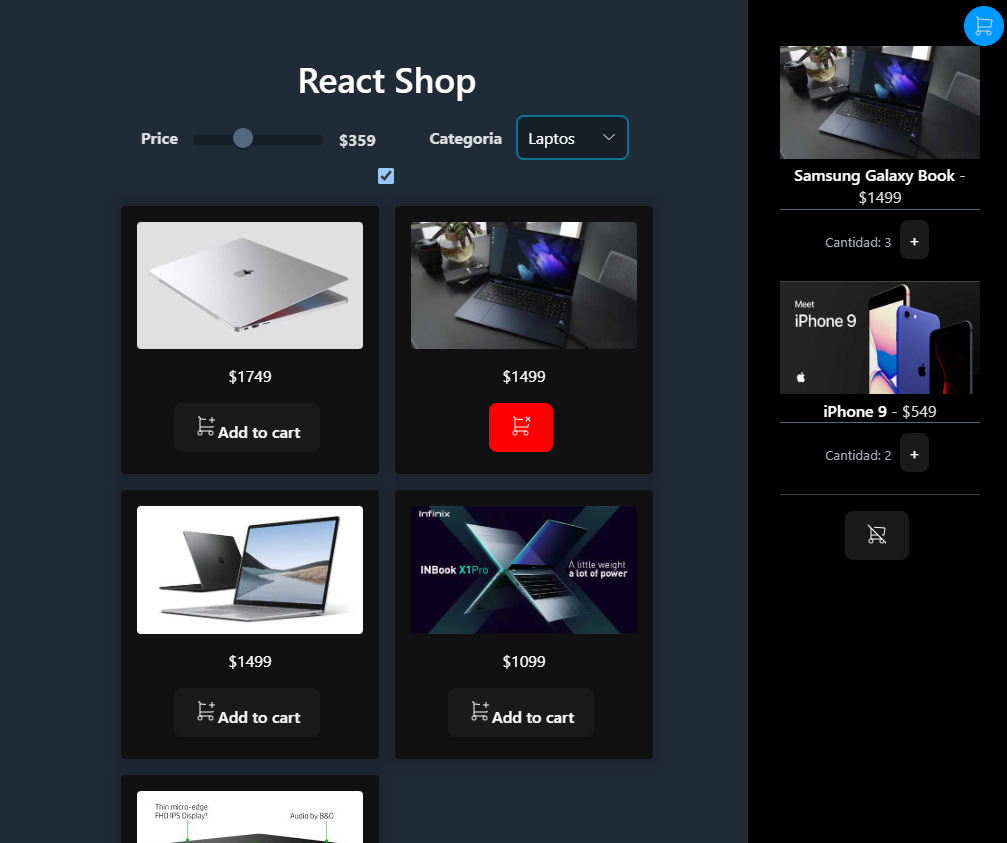 React Shop
Price
$359
Categoria
Laptos
$1749
Add to cart
$1499
$1499
Add to cart
Infinix
INBook X1Pro
A little weight
a lot of power
$1099
Add to cart
Thin micro-edge
FHD IPS Display¹
Audio by B&O
Samsung Galaxy Book -
$1499
Cantidad: 3
+
Meet
iPhone 9
iPhone 9 - $549
Cantidad: 2
+